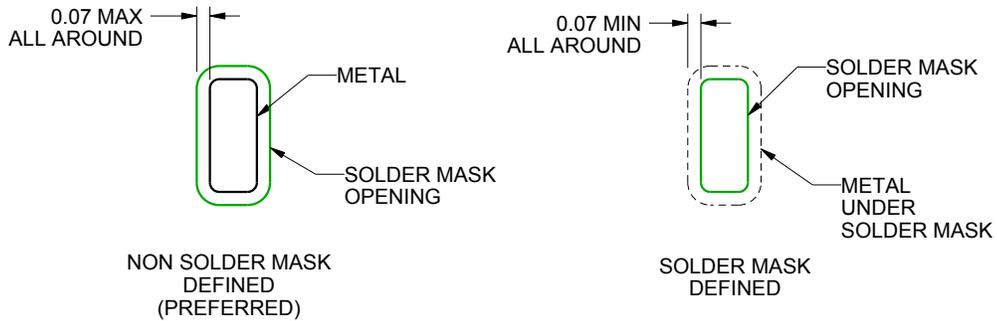 0.07 MAX
ALL AROUND
METAL
SOLDER MASK
OPENING
NON SOLDER MASK
DEFINED
(PREFERRED)
0.07 MIN
ALL AROUND
SOLDER MASK
OPENING
METAL
UNDER
SOLDER MASK
SOLDER MASK
DEFINED